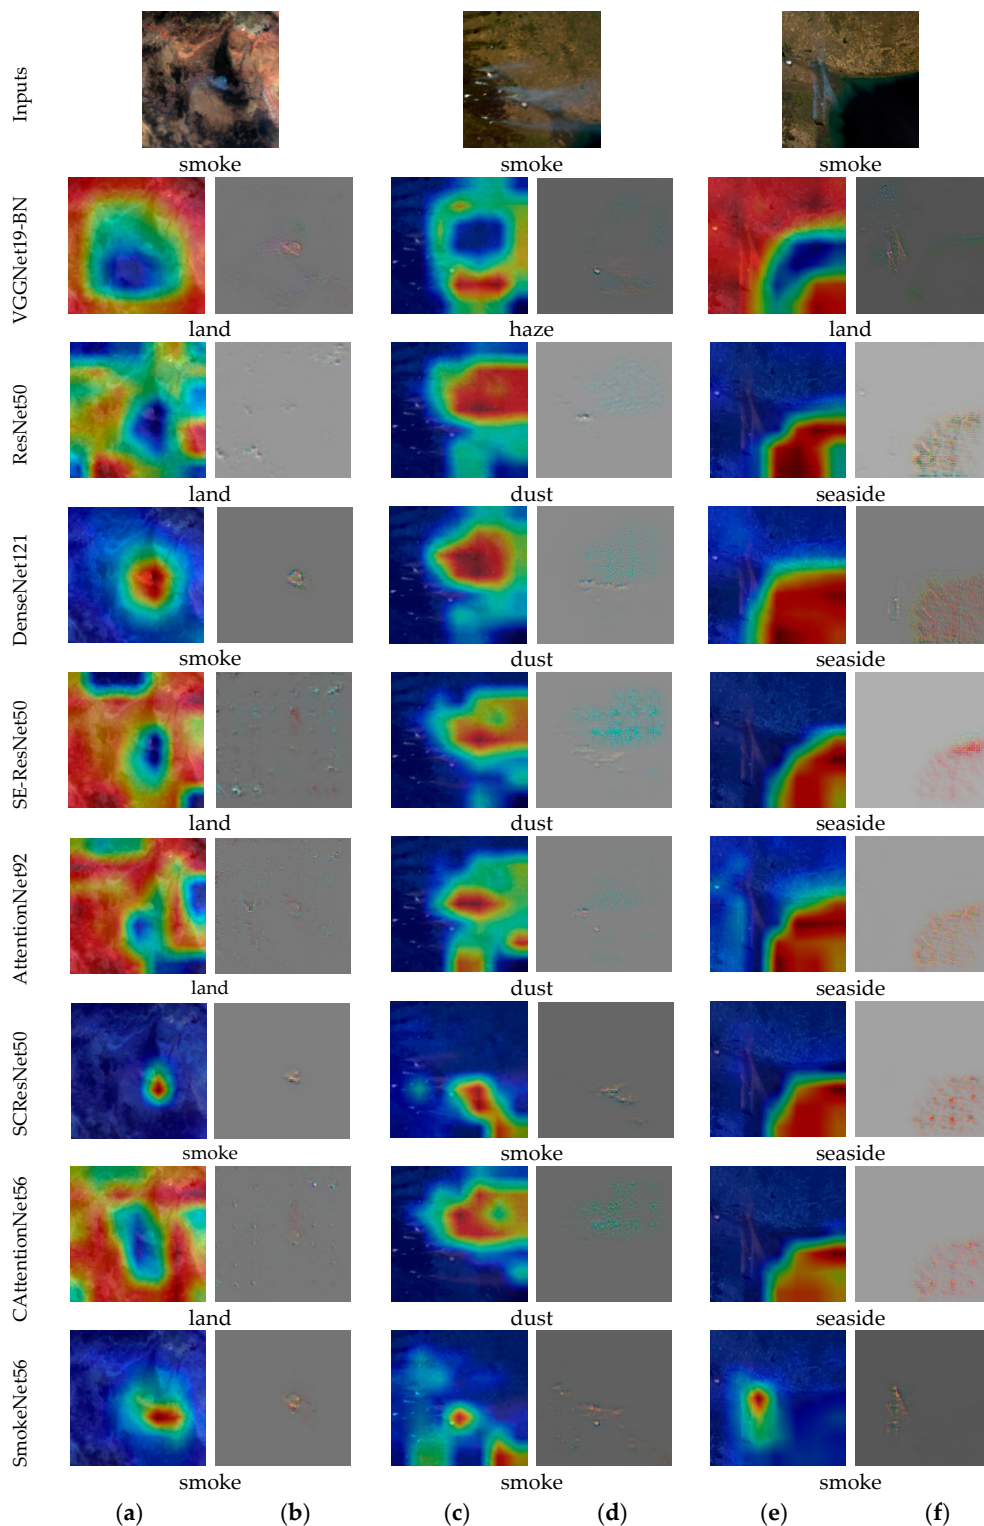 Inputs
smoke smoke smoke
VGGNet19-BN
land haze land
ResNet50
land dust seaside
DenseNet121
smoke dust seaside
SE-ResNet50
land dust seaside
AttentionNet92
land dust seaside
SCResNet50
smoke smoke seaside
CAttentionNet56
land dust seaside
SmokeNet56
smoke smoke smoke
(a) (b) (c) (d) (e) (f)